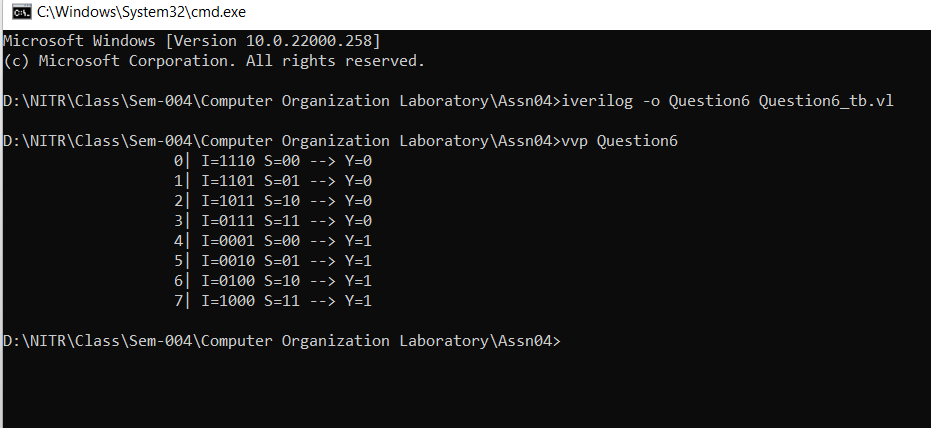 C:\Windows\System32\cmd.exe
Microsoft Windows [Version 10.0.22000.258]
(c) Microsoft Corporation. All rights reserved.
D:\NITR\Class\Sem-004\Computer Organization Laboratory\Assn04>iverilog -o Question6 Question6_tb.vl
D:\NITR\Class\Sem-004\Computer Organization Laboratory\Assn04>vvp Question6
0| I=1110 S=00 --> Y=0
1| I=1101 S=01 --> Y=0
2| I=1011 S=10 --> Y=0
3| I=0111 S=11 --> Y=0
4| I=0001 S=00 --> Y=1
5| I=0010 S=01 --> Y=1
6| I=0100 S=10 --> Y=1
7| I=1000 S=11 --> Y=1
D:\NITR\Class\Sem-004\Computer Organization Laboratory\Assn04>